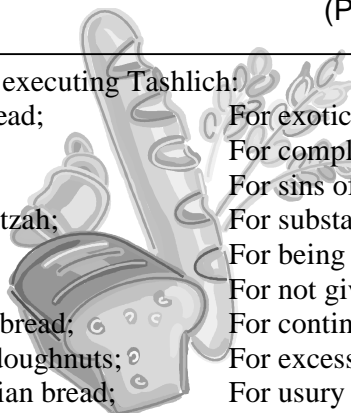 (P
executing Tashlich:
ead; For exotic
For compl
For sins of
tzah; For substa
For being
For not giv
bread; For contin
doughnuts; For excess
ian bread; For usury